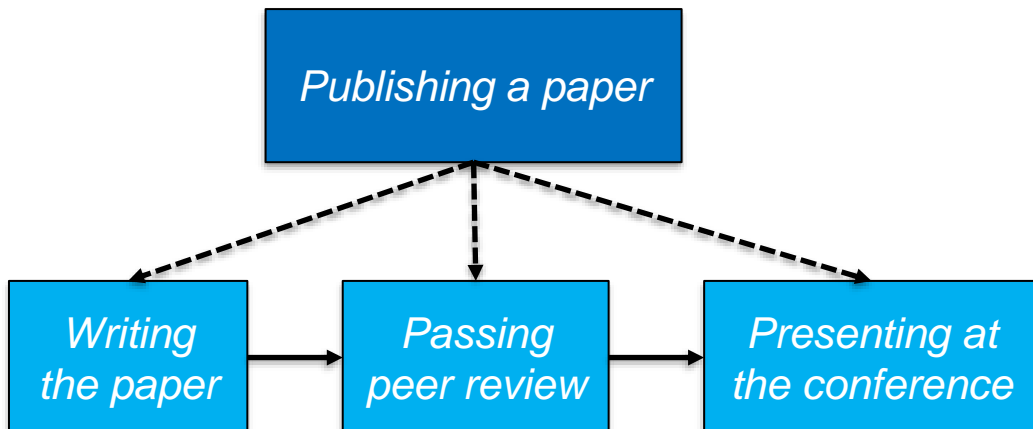 Publishing a paper
Writing
the paper
Passing
peer review
Presenting at
the conference